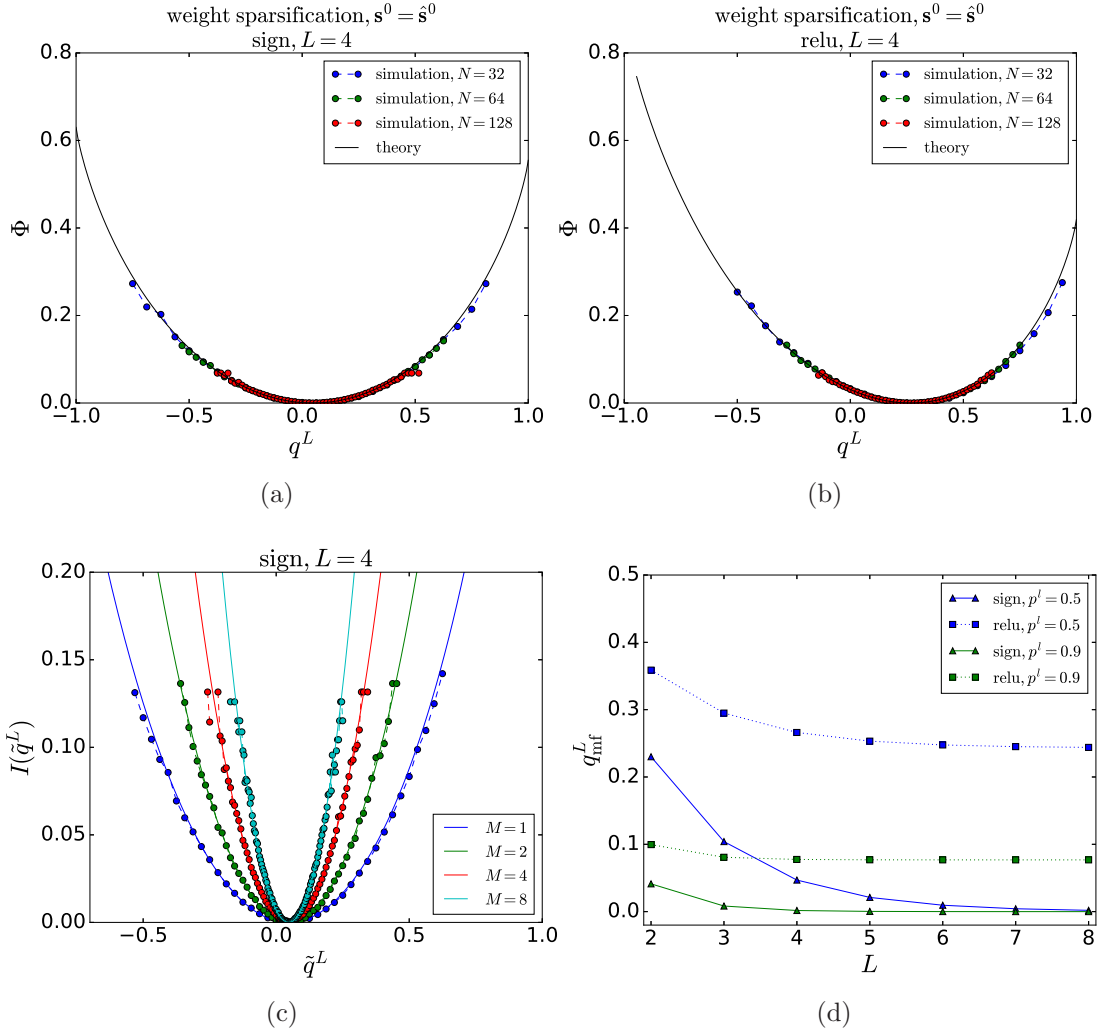 weight sparsification, s⁰ = ŝ⁰
sign, L = 4
0.8
0.6
0.4
0.2
0.0
Φ
simulation, N = 32
simulation, N = 64
simulation, N = 128
theory
−1.0 −0.5 0.0 0.5 1.0
q^L
(a)
weight sparsification, s⁰ = ŝ⁰
relu, L = 4
0.8
0.6
0.4
0.2
0.0
Φ
simulation, N = 32
simulation, N = 64
simulation, N = 128
theory
−1.0 −0.5 0.0 0.5 1.0
q^L
(b)
sign, L = 4
0.20
0.15
0.10
0.05
0.00
I(q̃^L)
M = 1
M = 2
M = 4
M = 8
−0.5 0.0 0.5 1.0
q̃^L
(c)
0.5
0.4
0.3
0.2
0.1
0.0
q^L_mf
sign, p^l = 0.5
relu, p^l = 0.5
sign, p^l = 0.9
relu, p^l = 0.9
2 3 4 5 6 7 8
L
(d)